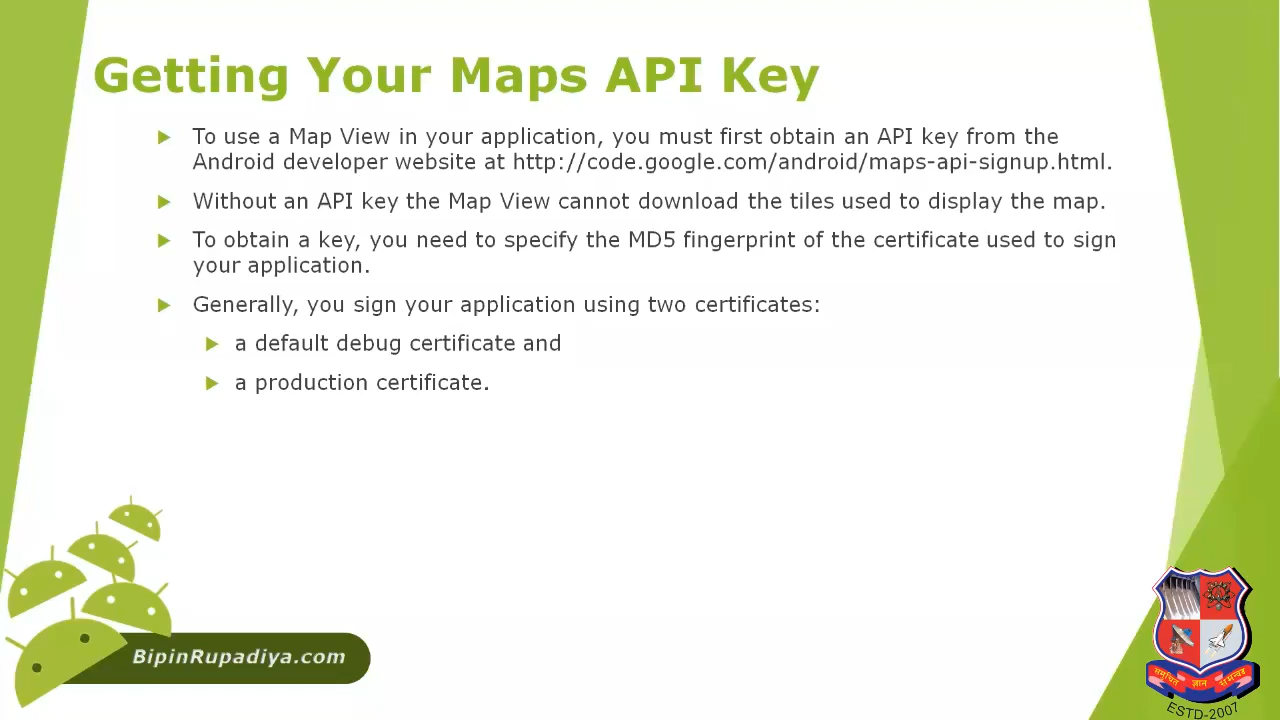 Getting Your Maps API Key
To use a Map View in your application, you must first obtain an API key from the
Android developer website at http://code.google.com/android/maps-api-signup.html.
Without an API key the Map View cannot download the tiles used to display the map.
To obtain a key, you need to specify the MD5 fingerprint of the certificate used to sign
your application.
Generally, you sign your application using two certificates:
a default debug certificate and
a production certificate.
BipinRupadiya.com
समुचित ज्ञान समन्वय
ESTD-2007